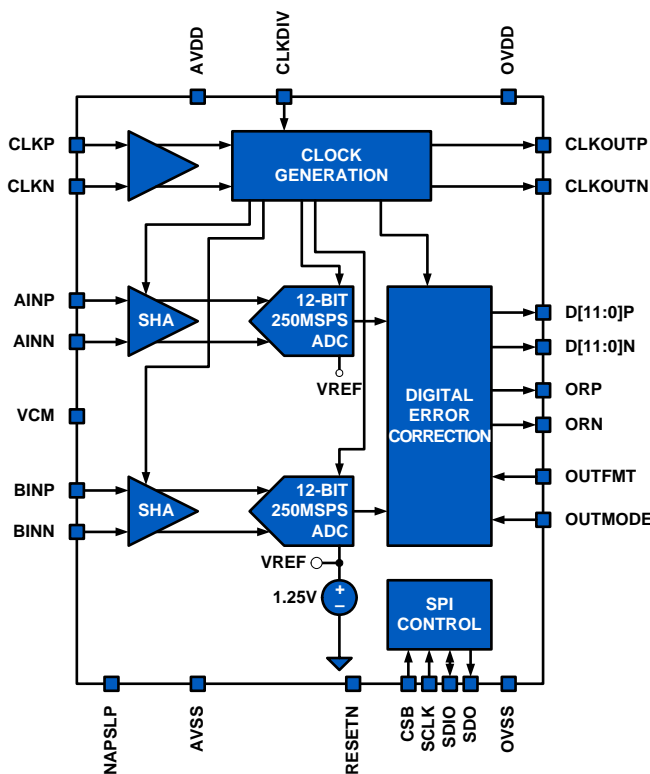 AVDD
CLKDIV
OVDD
CLKP
CLKN
CLOCK
GENERATION
CLKOUTP
CLKOUTN
AINP
AINN
SHA
12-BIT
250MSPS
ADC
VREF
VCM
DIGITAL
ERROR
CORRECTION
D[11:0]P
D[11:0]N
ORP
ORN
OUTFMT
OUTMODE
BINP
BINN
SHA
12-BIT
250MSPS
ADC
VREF
1.25V
+
–
SPI
CONTROL
NAPSLP
AVSS
RESETN
CSB
SCLK
SDIO
SDO
OVSS